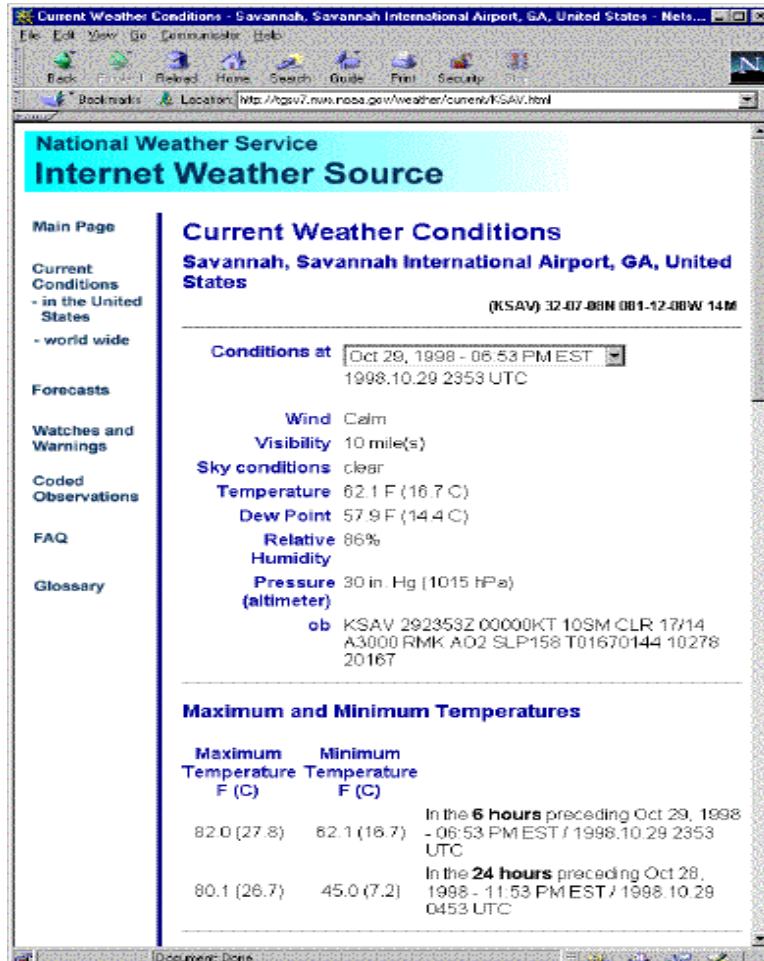 Current Weather Conditions - Savannah, Savannah International Airport, GA, United States - Nets...
File Edit View Go Communicator Help
Back Reload Home Search Guide Print Security
Bookmarks Location: http://tgsv7.nws.noaa.gov/weather/current/KSAV.html
National Weather Service
Internet Weather Source
Main Page
Current
Conditions
- in the United
States
- world wide
Forecasts
Watches and
Warnings
Coded
Observations
FAQ
Glossary
Current Weather Conditions
Savannah, Savannah International Airport, GA, United
States
(KSAV) 32-07-08N 081-12-08W 14M
Conditions at Oct 29, 1998 - 06:53 PM EST
1998.10.29 2353 UTC
Wind Calm
Visibility 10 mile(s)
Sky conditions clear
Temperature 62.1 F (16.7 C)
Dew Point 57.9 F (14.4 C)
Relative 86%
Humidity
Pressure 30 in. Hg (1015 hPa)
(altimeter)
ob KSAV 292353Z 00000KT 10SM CLR 17/14
A3000 RMK AO2 SLP158 T01670144 10278
20167
Maximum and Minimum Temperatures
Maximum Minimum
Temperature Temperature
F (C) F (C)
82.0 (27.8) 62.1 (16.7) In the 6 hours preceding Oct 29, 1998
- 06:53 PM EST / 1998.10.29 2353
UTC
80.1 (26.7) 45.0 (7.2) In the 24 hours preceding Oct 28,
1998 - 11:53 PM EST / 1998.10.29
0453 UTC
Document: Done